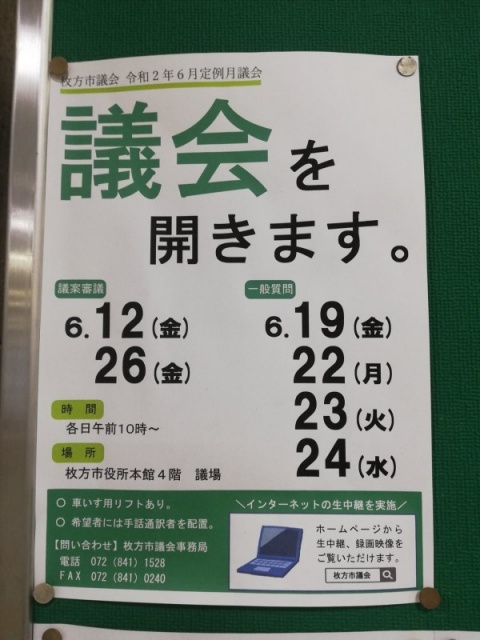 枚方市議会 令和2年6月定例月議会
議会を
開きます。
議案審議
6.12(金)
26(金)
一般質問
6.19(金)
22(月)
23(火)
24(水)
時間
各日午前10時～
場所
枚方市役所本館4階 議場
○ 車いす用リフトあり。
○ 希望者には手話通訳者を配置。
【問い合わせ】枚方市議会事務局
電話 072 (841) 1528
FAX 072 (841) 0240
＼インターネットの生中継を実施／
ホームページから
生中継、録画映像を
ご覧いただけます。
枚方市議会